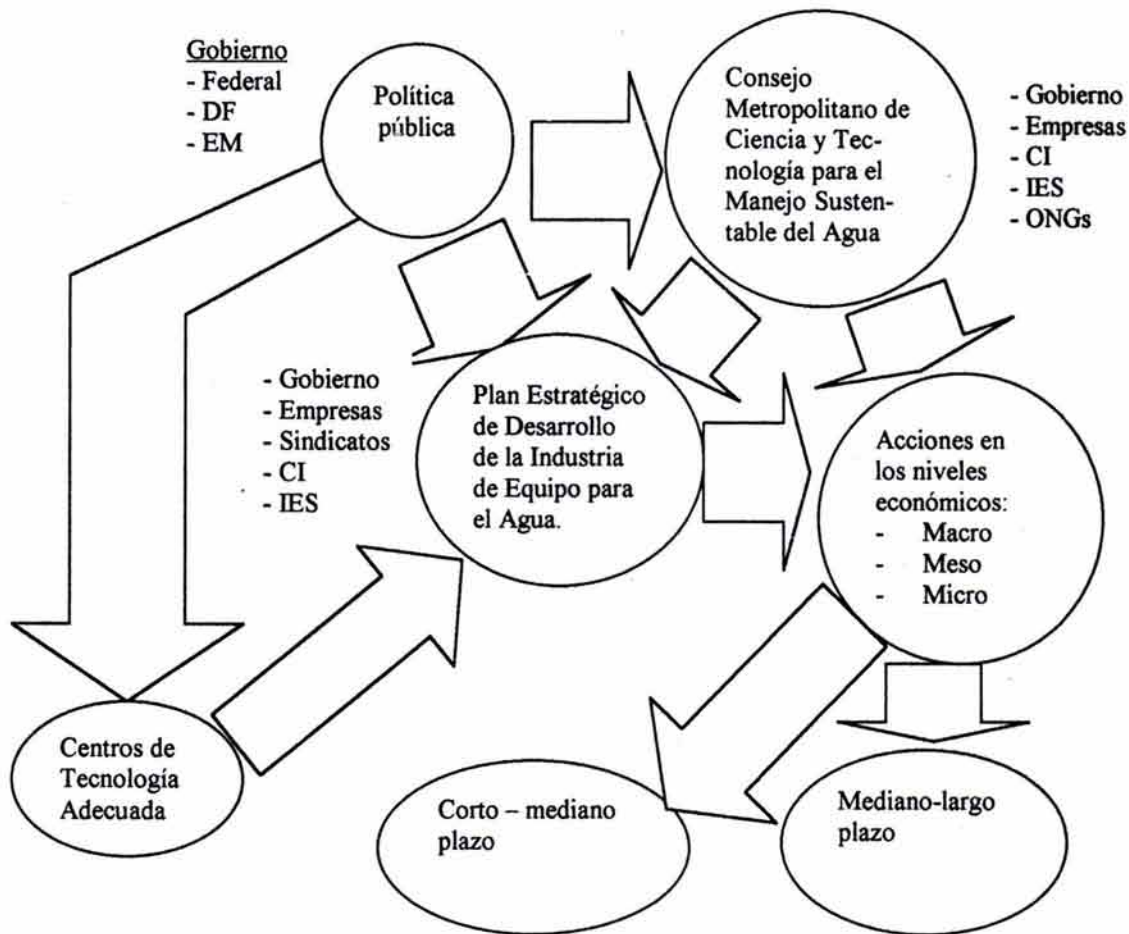 Gobierno
- Federal
- DF
- EM
Política
pública
Consejo
Metropolitano de
Ciencia y Tec-
nología para el
Manejo Susten-
table del Agua
- Gobierno
- Empresas
- CI
- IES
- ONGs
- Gobierno
- Empresas
- Sindicatos
- CI
- IES
Plan Estratégico
de Desarrollo
de la Industria
de Equipo para
el Agua.
Acciones en
los niveles
económicos:
- Macro
- Meso
- Micro
Centros de
Tecnología
Adecuada
Corto – mediano
plazo
Mediano-largo
plazo